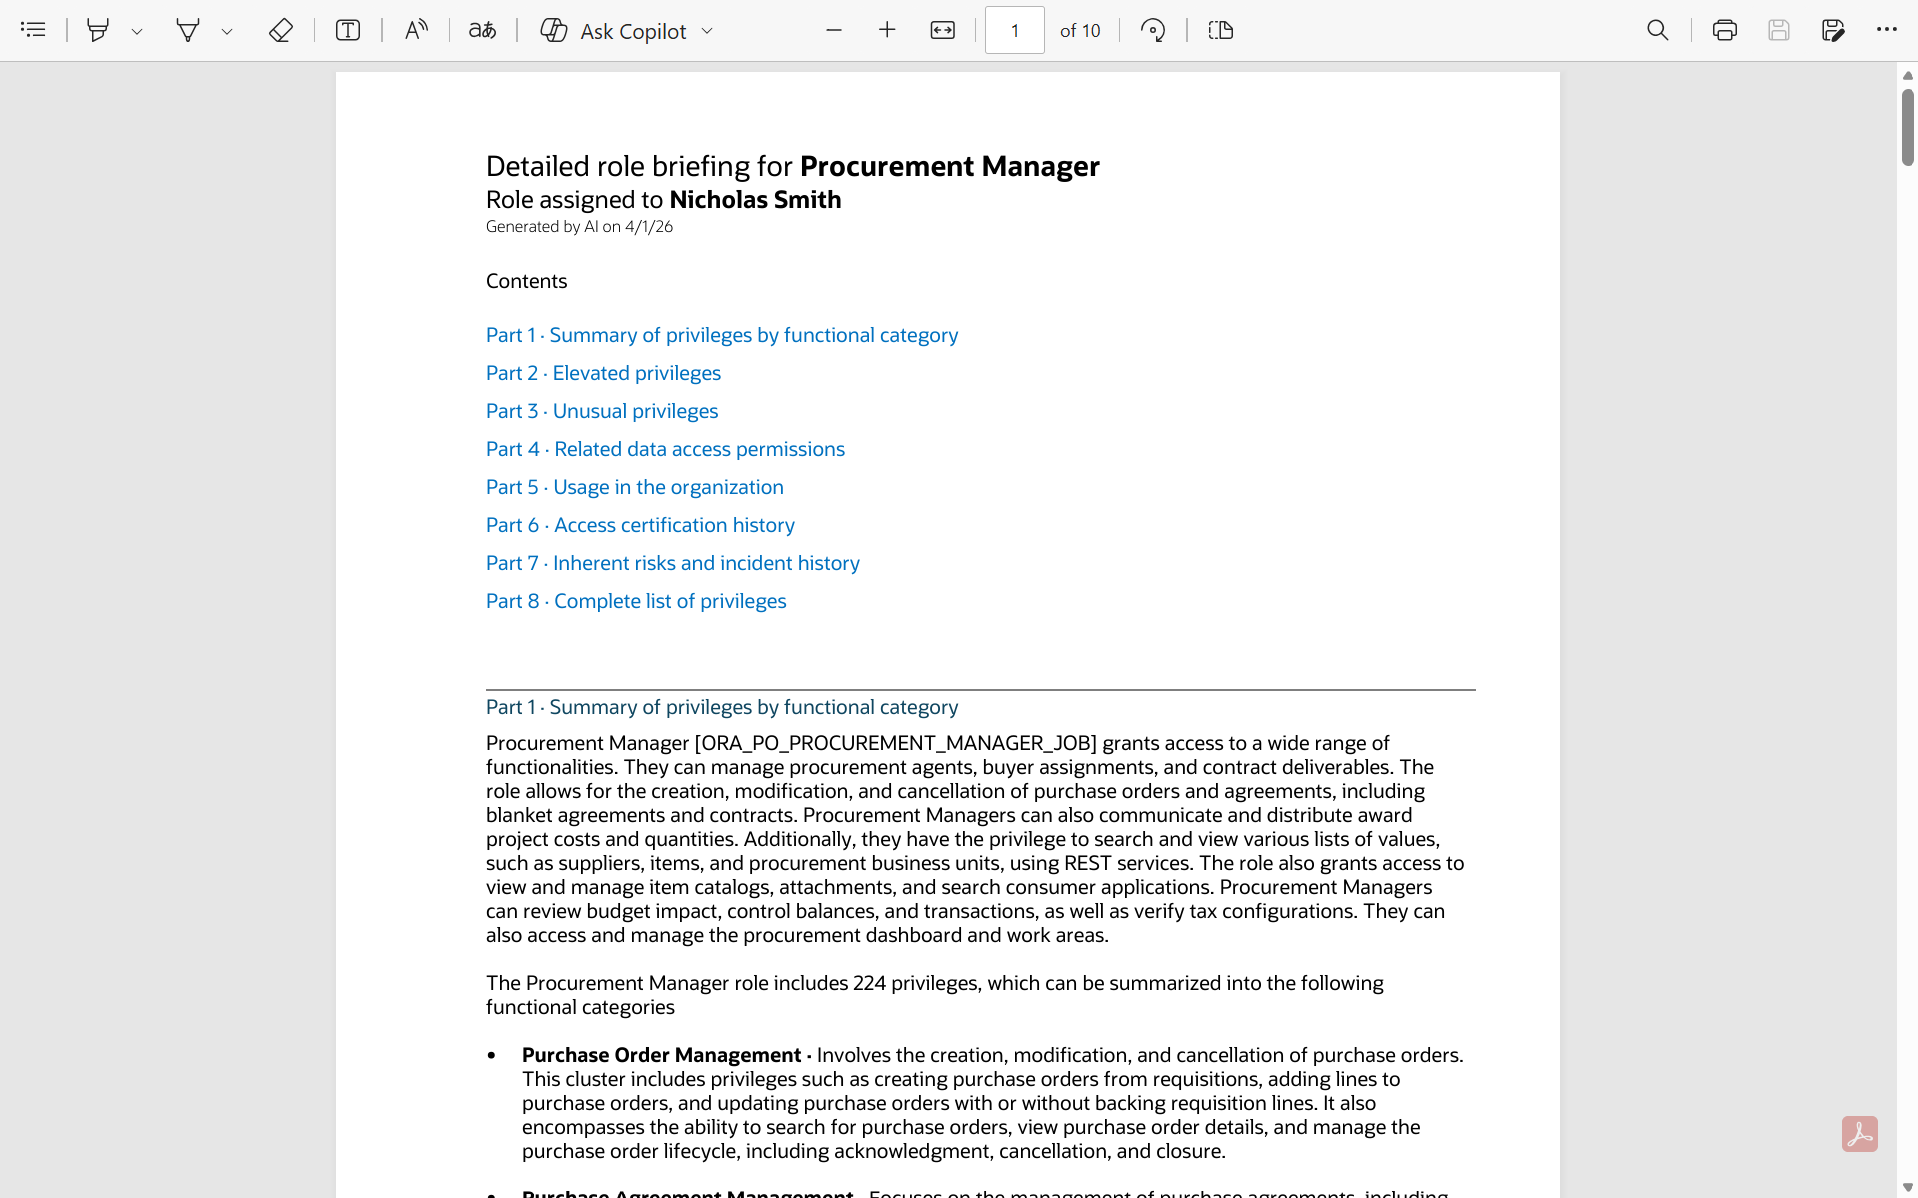 Ask Copilot
1 of 10
Detailed role briefing for Procurement Manager
Role assigned to Nicholas Smith
Generated by AI on 4/1/26
Contents
Part 1 · Summary of privileges by functional category
Part 2 · Elevated privileges
Part 3 · Unusual privileges
Part 4 · Related data access permissions
Part 5 · Usage in the organization
Part 6 · Access certification history
Part 7 · Inherent risks and incident history
Part 8 · Complete list of privileges
Part 1 · Summary of privileges by functional category
Procurement Manager [ORA_PO_PROCUREMENT_MANAGER_JOB] grants access to a wide range of
functionalities. They can manage procurement agents, buyer assignments, and contract deliverables. The
role allows for the creation, modification, and cancellation of purchase orders and agreements, including
blanket agreements and contracts. Procurement Managers can also communicate and distribute award
project costs and quantities. Additionally, they have the privilege to search and view various lists of values,
such as suppliers, items, and procurement business units, using REST services. The role also grants access to
view and manage item catalogs, attachments, and search consumer applications. Procurement Managers
can review budget impact, control balances, and transactions, as well as verify tax configurations. They can
also access and manage the procurement dashboard and work areas.
The Procurement Manager role includes 224 privileges, which can be summarized into the following
functional categories
• Purchase Order Management · Involves the creation, modification, and cancellation of purchase orders.
This cluster includes privileges such as creating purchase orders from requisitions, adding lines to
purchase orders, and updating purchase orders with or without backing requisition lines. It also
encompasses the ability to search for purchase orders, view purchase order details, and manage the
purchase order lifecycle, including acknowledgment, cancellation, and closure.
• Purchase Agreement Management · Focuses on the management of purchase agreements, including